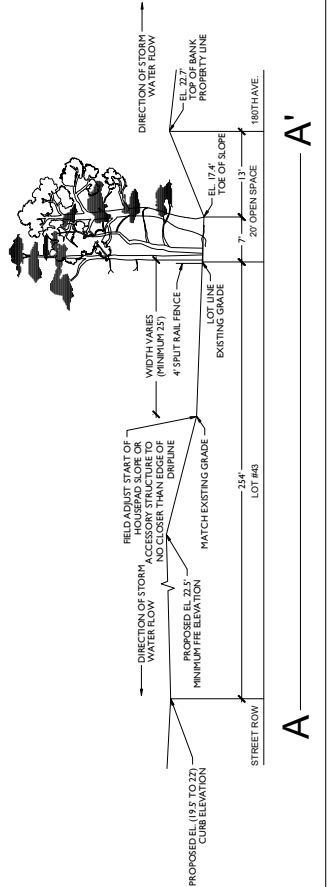 DIRECTION OF STORM
WATER FLOW
EL. 22.7'
TOP OF BANK
PROPERTY LINE
EL. 17.4'
TOE OF SLOPE
180TH AVE.
13'
20' OPEN SPACE
7'
WIDTH VARIES
(MINIMUM 25')
4' SPLIT RAIL FENCE
LOT LINE
EXISTING GRADE
FIELD ADJUST START OF
HOUSEPAD SLOPE OR
ACCESSORY STRUCTURE TO
NO CLOSER THAN EDGE OF
DRIPLINE
MATCH EXISTING GRADE
254'
LOT #43
DIRECTION OF STORM
WATER FLOW
PROPOSED EL. 22.5'
MINIMUM FFE ELEVATION
STREET ROW
PROPOSED EL. (19.5' TO 22')
CURB ELEVATION
A
A'